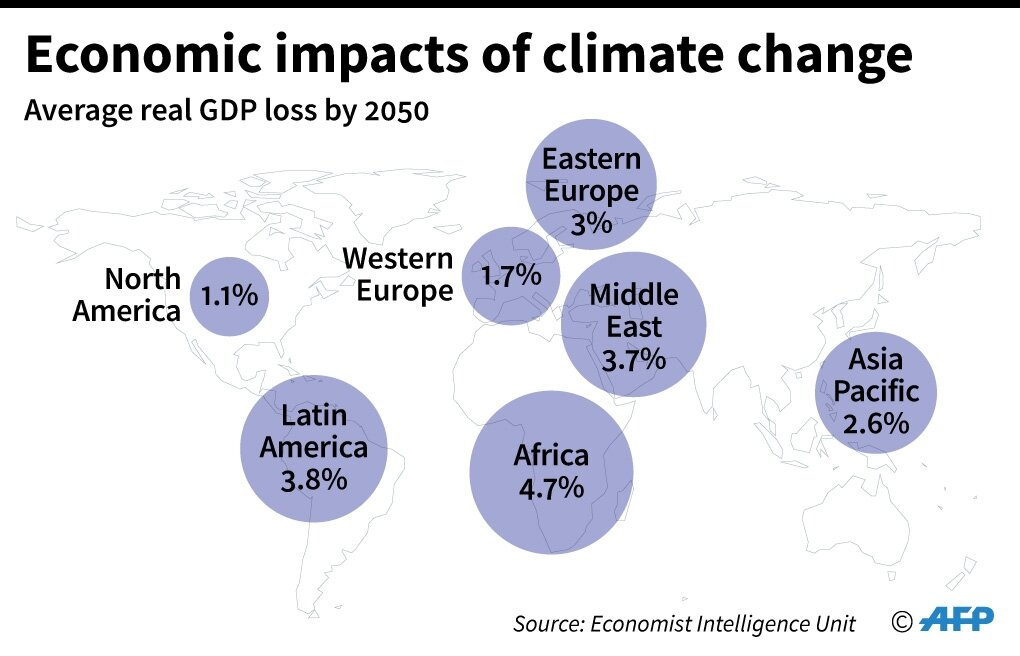 Economic impacts of climate change
Average real GDP loss by 2050
Eastern
Europe
3%
Western
Europe
1.7%
North
America
1.1%
Middle
East
3.7%
Asia
Pacific
2.6%
Latin
America
3.8%
Africa
4.7%
Source: Economist Intelligence Unit
© AFP